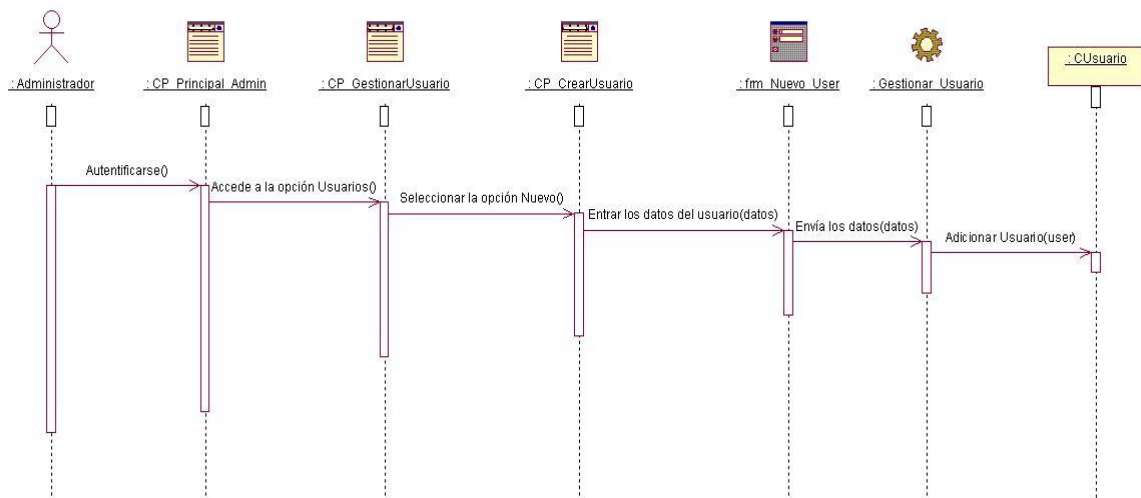 : Administrador
: CP_Principal_Admin
: CP_GestionarUsuario
: CP_CrearUsuario
: frm_Nuevo_User
: Gestionar_Usuario
: CUsuario
Autentificarse()
Accede a la opción Usuarios()
Seleccionar la opción Nuevo()
Entrar los datos del usuario(datos)
Envía los datos(datos)
Adicionar Usuario(user)